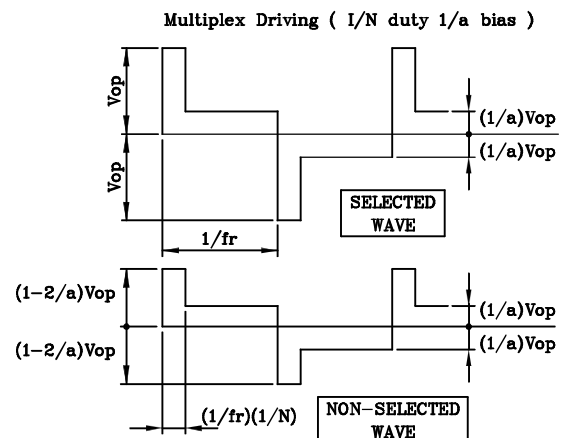 Multiplex Driving ( I/N duty 1/a bias )
Vop
(1/a)Vop
(1/a)Vop
Vop
SELECTED
WAVE
1/fr
(1-2/a)Vop
(1/a)Vop
(1-2/a)Vop
(1/a)Vop
(1/fr)(1/N)
NON-SELECTED
WAVE